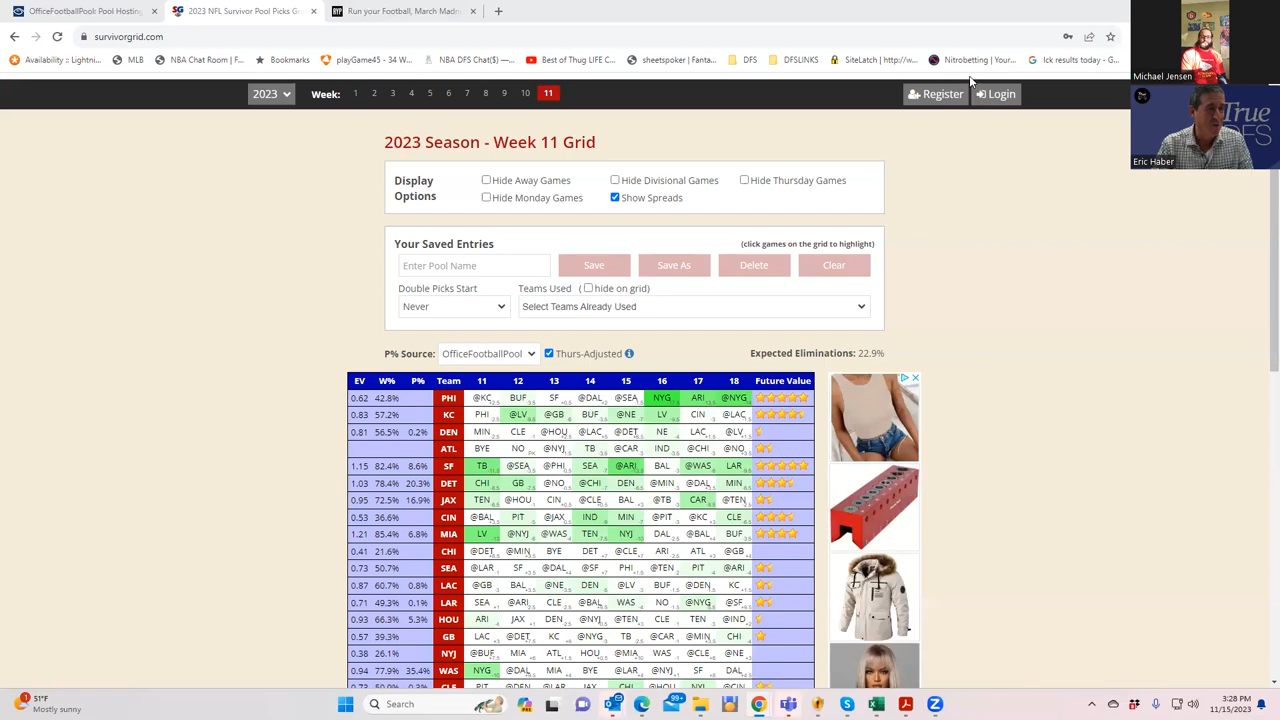 OfficeFootballPool: Pool Hosting
2023 NFL Survivor Pool Picks Gr
Run your Football, March Madn
survivorgrid.com
Availability :: Lightni...
MLB
NBA Chat Room | F...
Bookmarks
playGame45 - 34 W...
NBA DFS Chat($) —...
Best of Thug LIFE C...
sheetspoker | Fanta...
DFS
DFSLINKS
SiteLatch | http://w...
Nitrobetting | Your...
lck results today - G...
Michael Jensen
True
DFS
Eric Haber
2023 Week: 1 2 3 4 5 6 7 8 9 10 11 Register Login
2023 Season - Week 11 Grid
Display Options
Hide Away Games
Hide Divisional Games
Hide Thursday Games
Hide Monday Games
Show Spreads
Your Saved Entries (click games on the grid to highlight)
Enter Pool Name Save Save As Delete Clear
Double Picks Start Teams Used ( hide on grid)
Never Select Teams Already Used
P% Source: OfficeFootballPool Thurs-Adjusted Expected Eliminations: 22.9%
EV W% P% Team 11 12 13 14 15 16 17 18 Future Value
0.62 42.8% PHI @KC BUF SF @DAL @SEA NYG ARI @NYG
0.83 57.2% KC PHI @LV @GB BUF @NE LV CIN @LAC
0.81 56.5% 0.2% DEN MIN CLE @HOU @LAC @DET NE LAC @LV
ATL BYE NO @NYJ TB @CAR IND @CHI @NO
1.15 82.4% 8.6% SF TB @SEA @PHI SEA @ARI BAL @WAS LAR
1.03 78.4% 20.3% DET CHI GB @NO @CHI DEN @MIN @DAL MIN
0.95 72.5% 16.9% JAX TEN @HOU CIN @CLE BAL @TB CAR @TEN
0.53 36.6% CIN @BAL PIT @JAX IND MIN @PIT @KC CLE
1.21 85.4% 6.8% MIA LV @NYJ @WAS TEN NYJ DAL @BAL BUF
0.41 21.6% CHI @DET @MIN BYE DET @CLE ARI ATL @GB
0.73 50.7% SEA @LAR SF @DAL @SF PHI @TEN PIT @ARI
0.87 60.7% 0.8% LAC @GB BAL @NE DEN @LV BUF @DEN KC
0.71 49.3% 0.1% LAR SEA @ARI CLE @BAL WAS NO @NYG @SF
0.93 66.3% 5.3% HOU ARI JAX DEN @NYJ @TEN CLE TEN @IND
0.57 39.3% GB LAC @DET KC @NYG TB @CAR @MIN CHI
0.38 26.1% NYJ @BUF MIA ATL HOU @MIA WAS @CLE @NE
0.94 77.9% 35.4% WAS NYG @DAL MIA BYE @LAR @NYJ SF DAL
51°F
Mostly sunny
Search
99+
3:28 PM
11/15/2023